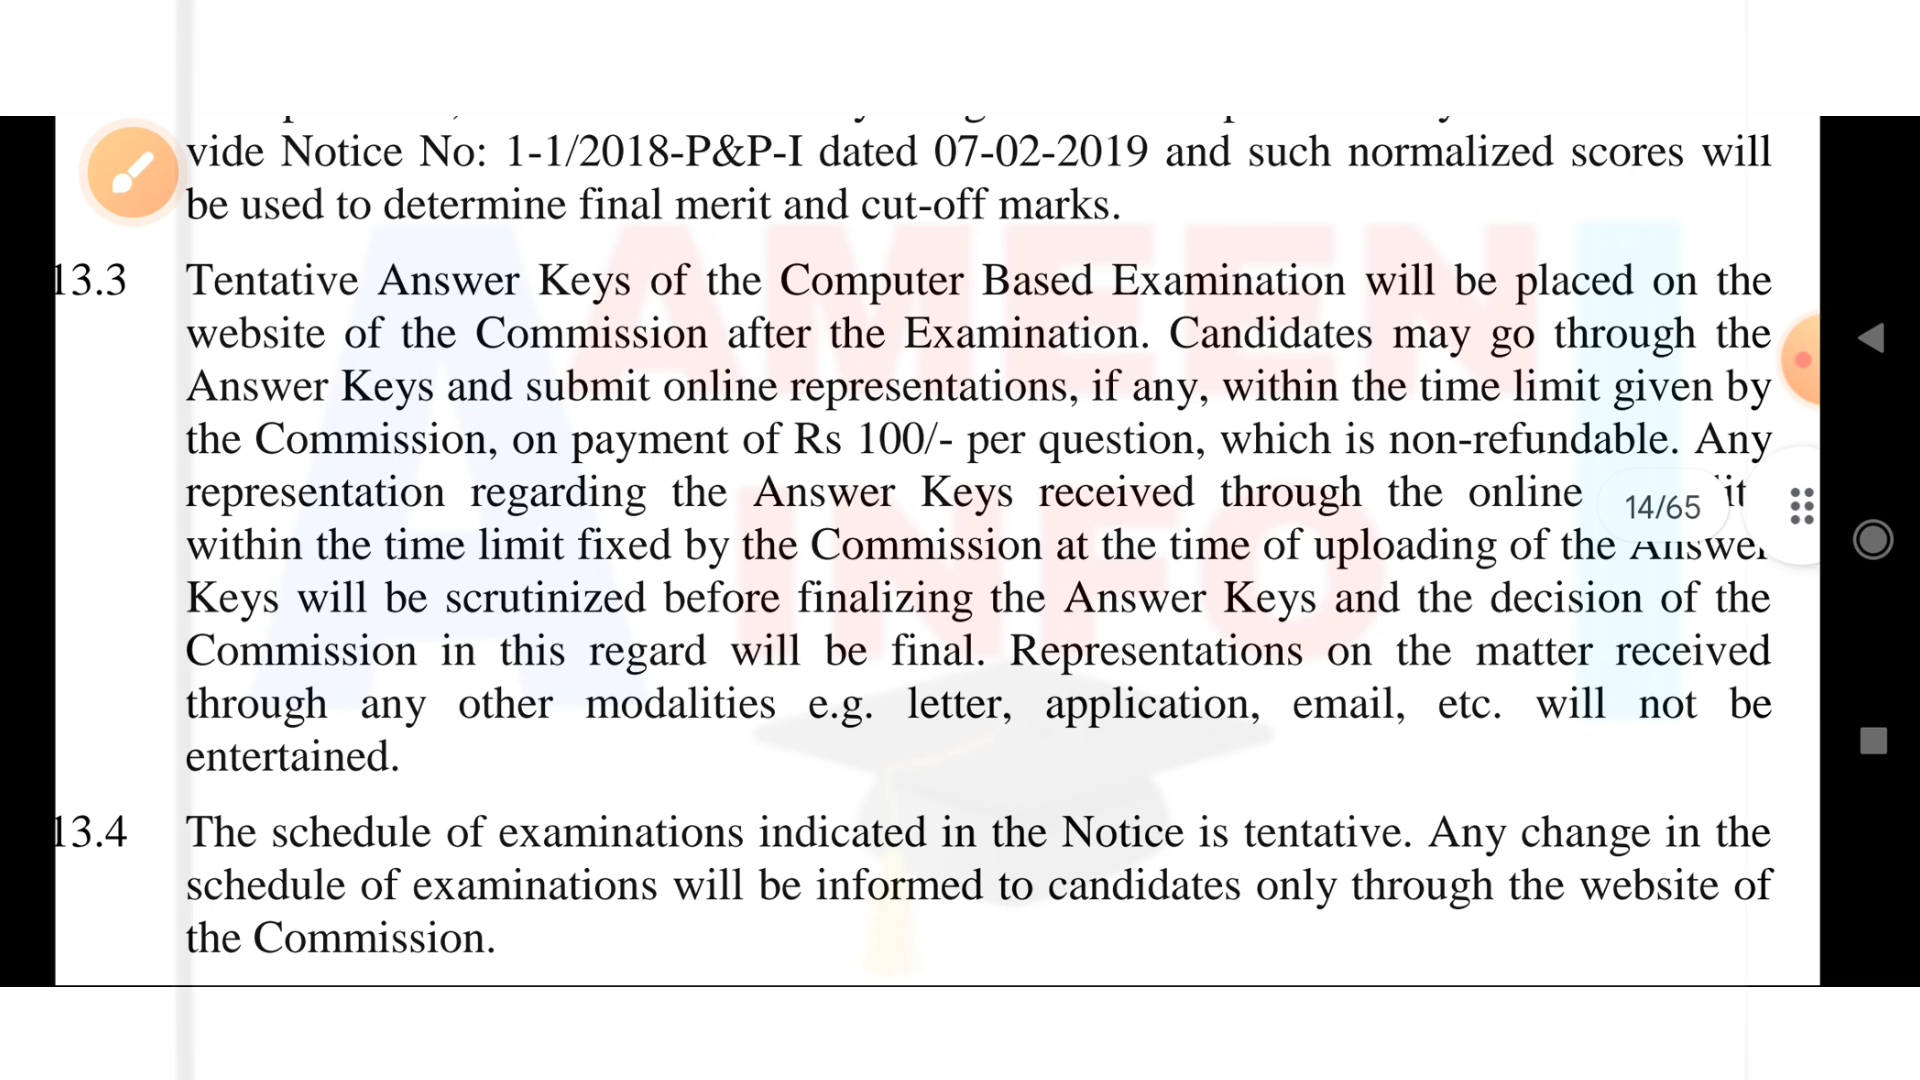 vide Notice No: 1-1/2018-P&P-I dated 07-02-2019 and such normalized scores will
be used to determine final merit and cut-off marks.
13.3 Tentative Answer Keys of the Computer Based Examination will be placed on the
website of the Commission after the Examination. Candidates may go through the
Answer Keys and submit online representations, if any, within the time limit given by
the Commission, on payment of Rs 100/- per question, which is non-refundable. Any
representation regarding the Answer Keys received through the online
14/65
within the time limit fixed by the Commission at the time of uploading of the Answer
Keys will be scrutinized before finalizing the Answer Keys and the decision of the
Commission in this regard will be final. Representations on the matter received
through any other modalities e.g. letter, application, email, etc. will not be
entertained.
13.4 The schedule of examinations indicated in the Notice is tentative. Any change in the
schedule of examinations will be informed to candidates only through the website of
the Commission.
A AMEEN INFO